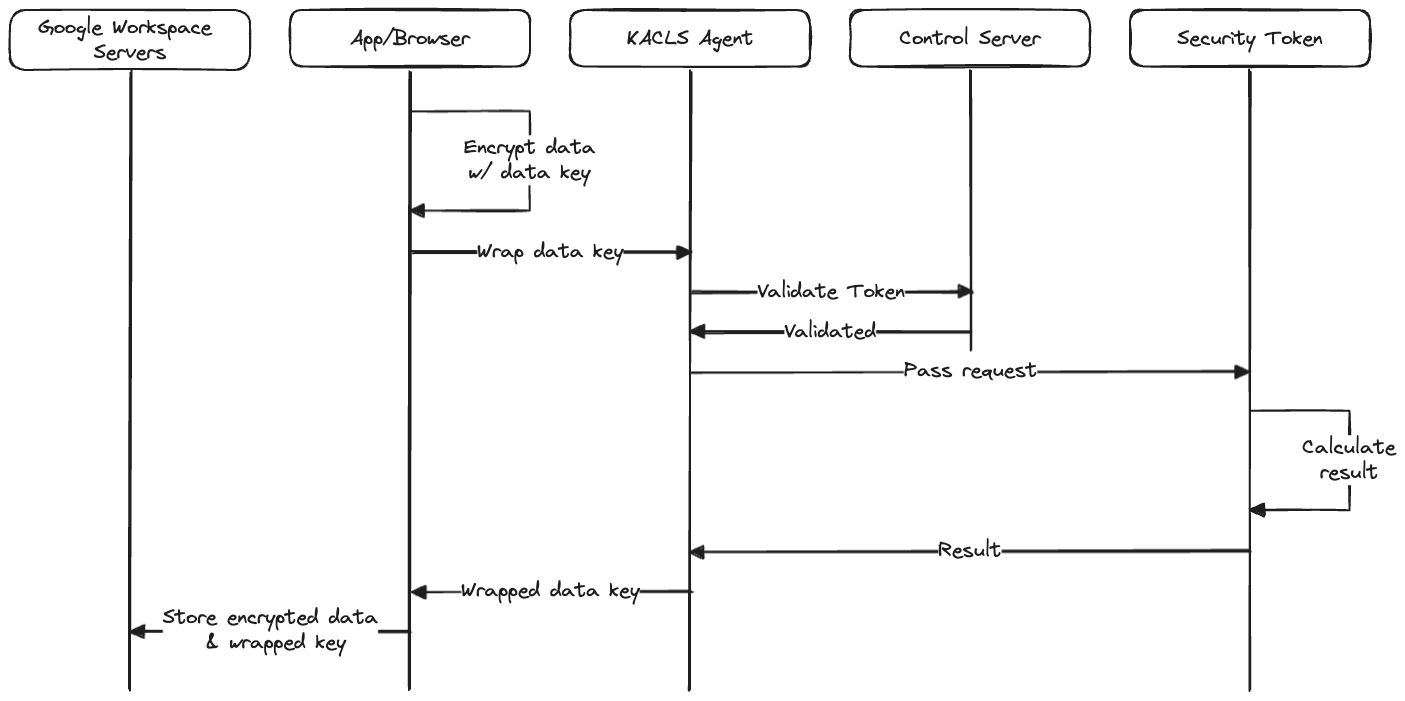 Google Workspace
Servers
App/Browser
KACLS Agent
Control Server
Security Token
Encrypt data
w/ data key
Wrap data key
Validate Token
Validated
Pass request
Calculate
result
Result
Wrapped data key
Store encrypted data
& wrapped key